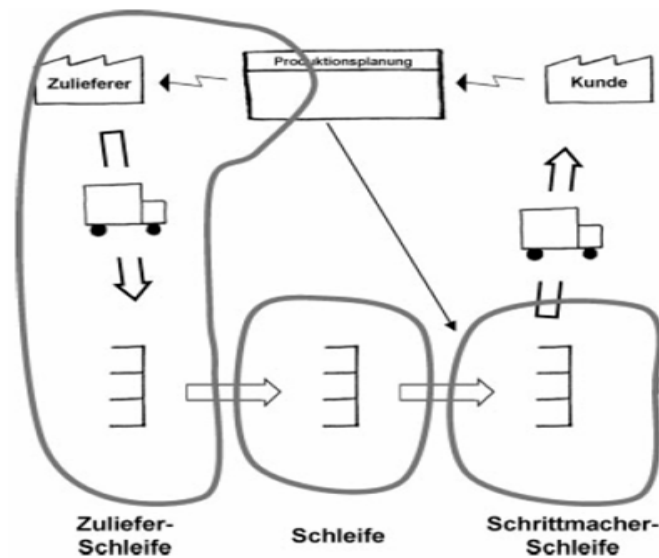 Zulieferer
Produktionsplanung
Kunde
Zuliefer-
Schleife
Schleife
Schrittmacher-
Schleife